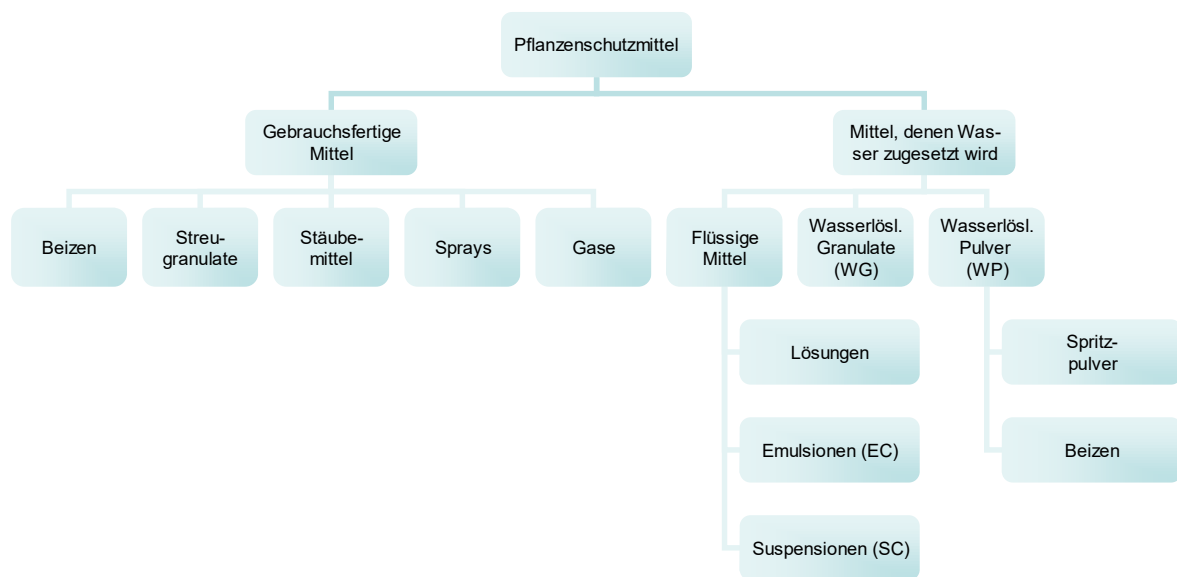 Pflanzenschutzmittel
Gebrauchsfertige
Mittel
Mittel, denen Was-
ser zugesetzt wird
Beizen
Streu-
granulate
Stäube-
mittel
Sprays
Gase
Flüssige
Mittel
Wasserlösl.
Granulate
(WG)
Wasserlösl.
Pulver
(WP)
Lösungen
Emulsionen (EC)
Suspensionen (SC)
Spritz-
pulver
Beizen